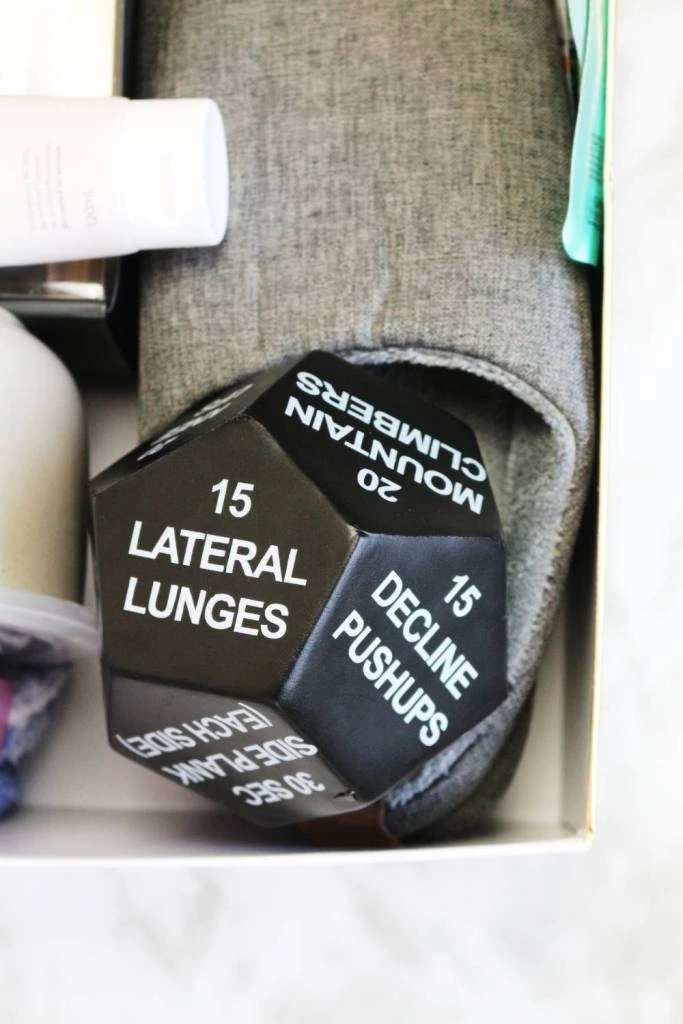 15
LATERAL
LUNGES
20
MOUNTAIN
CLIMBERS
15
DECLINE
PUSHUPS
30 SEC
SIDE PLANK
(EACH SIDE)